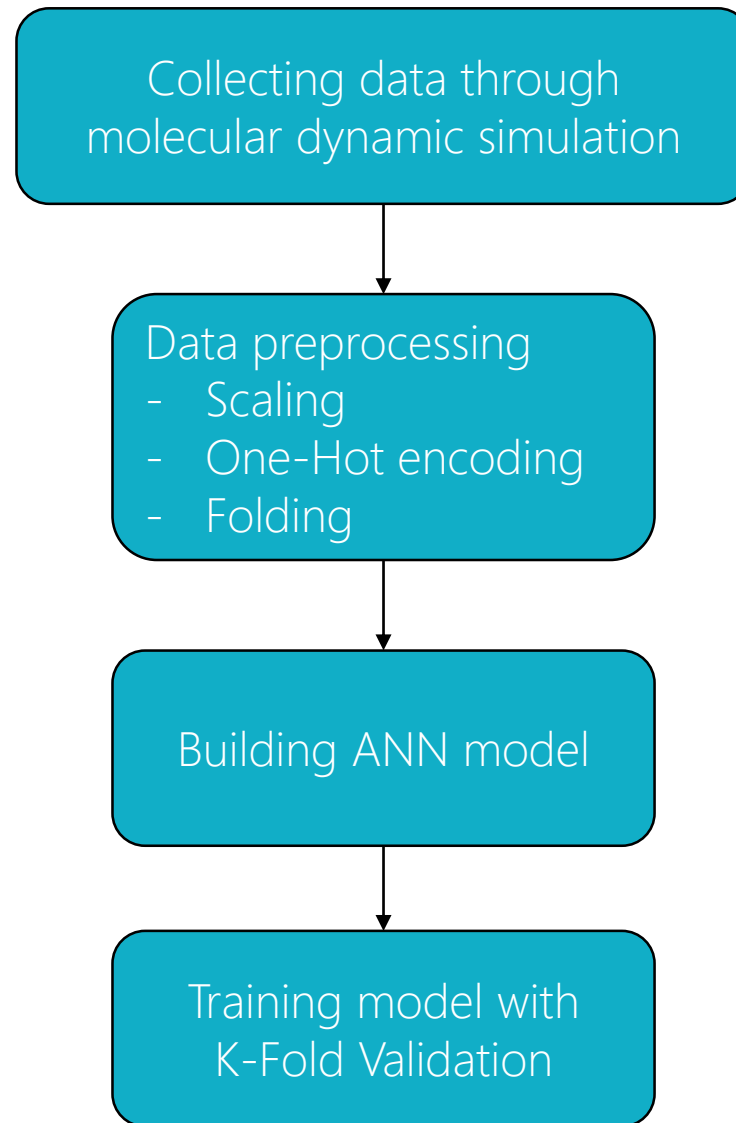 Collecting data through
molecular dynamic simulation
Data preprocessing
- Scaling
- One-Hot encoding
- Folding
Building ANN model
Training model with
K-Fold Validation